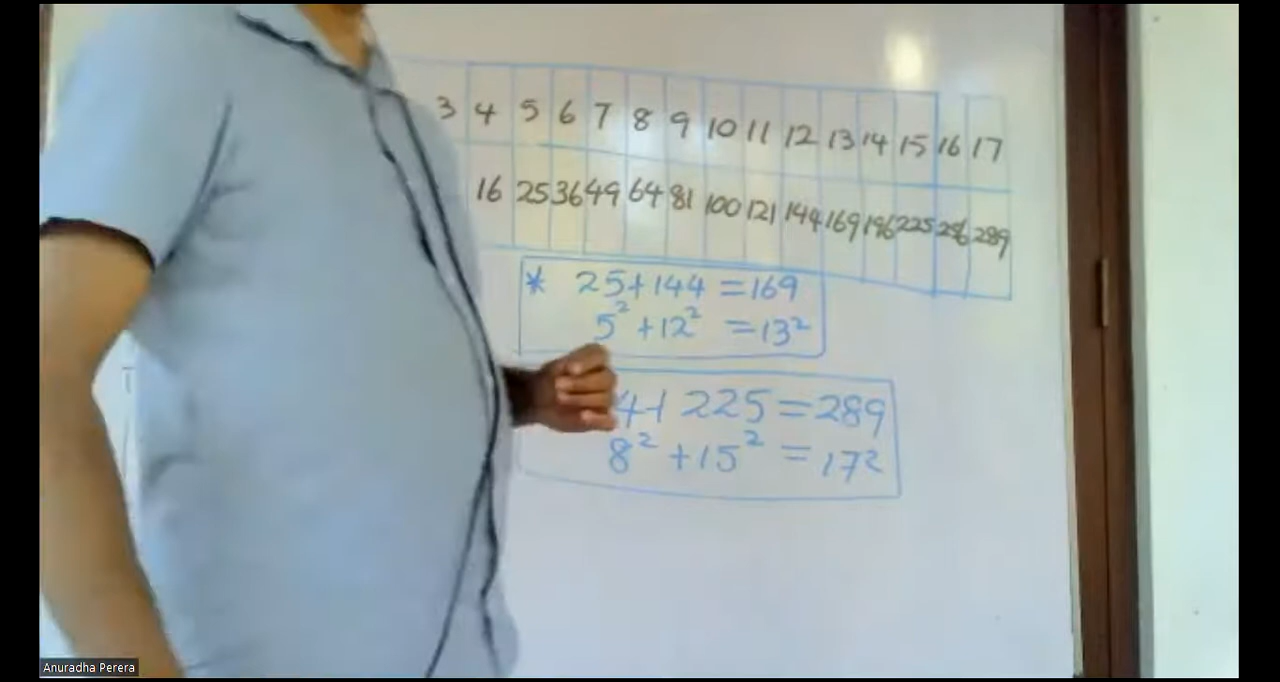 3 4 5 6 7 8 9 10 11 12 13 14 15 16 17
16 25 36 49 64 81 100 121 144 169 196 225 256 289
* 25+144=169
5²+12²=13²
4+225=289
8²+15²=17²
Anuradha Perera